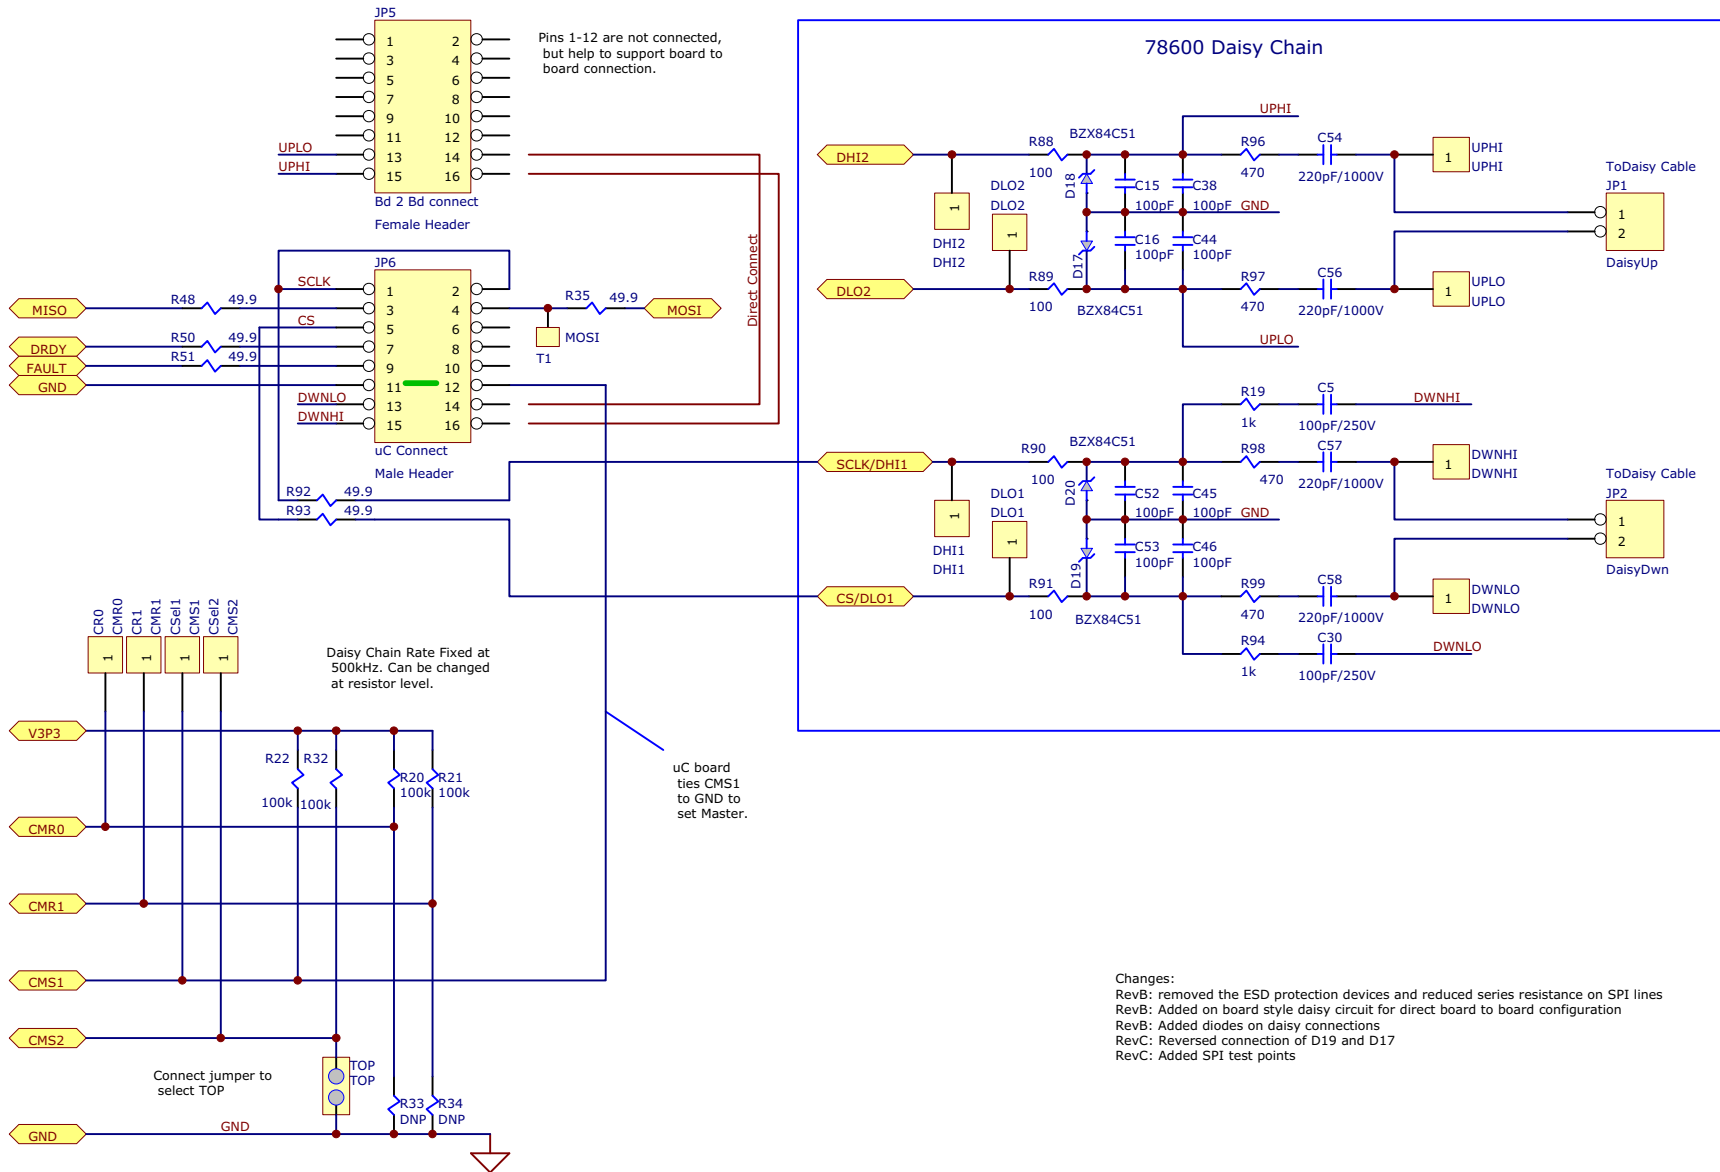 JP5
1 2
3 4
5 6
7 8
9 10
11 12
UPLO 13 14
UPHI 15 16
Bd 2 Bd connect
Female Header
Pins 1-12 are not connected,
but help to support board to
board connection.
JP6
SCLK 1 2
MISO R48 49.9 3 4 R35 49.9 MOSI
CS 5 6 MOSI
T1
DRDY R50 49.9 7 8
FAULT R51 49.9 9 10
GND 11 12
DWNLO 13 14
DWNHI 15 16
uC Connect
Male Header
Direct Connect
R92 49.9
R93 49.9
78600 Daisy Chain
UPHI
DHI2 R88 BZX84C51 R96 C54
100 470 220pF/1000V
1 UPHI
UPHI
DLO2
DLO2
1
1
DHI2
DHI2
D18 C15 C38
100pF 100pF GND
D17 C16 C44
100pF 100pF
DLO2 R89 R97 C56
100 BZX84C51 470 220pF/1000V
1 UPLO
UPLO
UPLO
ToDaisy Cable
JP1
1
2
DaisyUp
R19 C5 DWNHI
1k 100pF/250V
SCLK/DHI1 R90 BZX84C51 R98 C57
100 470 220pF/1000V
1 DWNHI
DWNHI
DLO1
DLO1
1
1
DHI1
DHI1
D20 C52 C45
100pF 100pF GND
D19 C53 C46
100pF 100pF
CS/DLO1 R91 R99 C58
100 BZX84C51 470 220pF/1000V
1 DWNLO
DWNLO
R94 C30 DWNLO
1k 100pF/250V
ToDaisy Cable
JP2
1
2
DaisyDwn
CR0
CMR0
CR1
CMR1
CSel1
CMS1
CSel2
CMS2
1 1 1 1
Daisy Chain Rate Fixed at
500kHz. Can be changed
at resistor level.
V3P3
R22 R32 R20 R21
100k 100k 100k 100k
uC board
ties CMS1
to GND to
set Master.
CMR0
CMR1
CMS1
CMS2
Connect jumper to
select TOP
TOP
TOP
R33 R34
DNP DNP
GND GND
Changes:
RevB: removed the ESD protection devices and reduced series resistance on SPI lines
RevB: Added on board style daisy circuit for direct board to board configuration
RevB: Added diodes on daisy connections
RevC: Reversed connection of D19 and D17
RevC: Added SPI test points